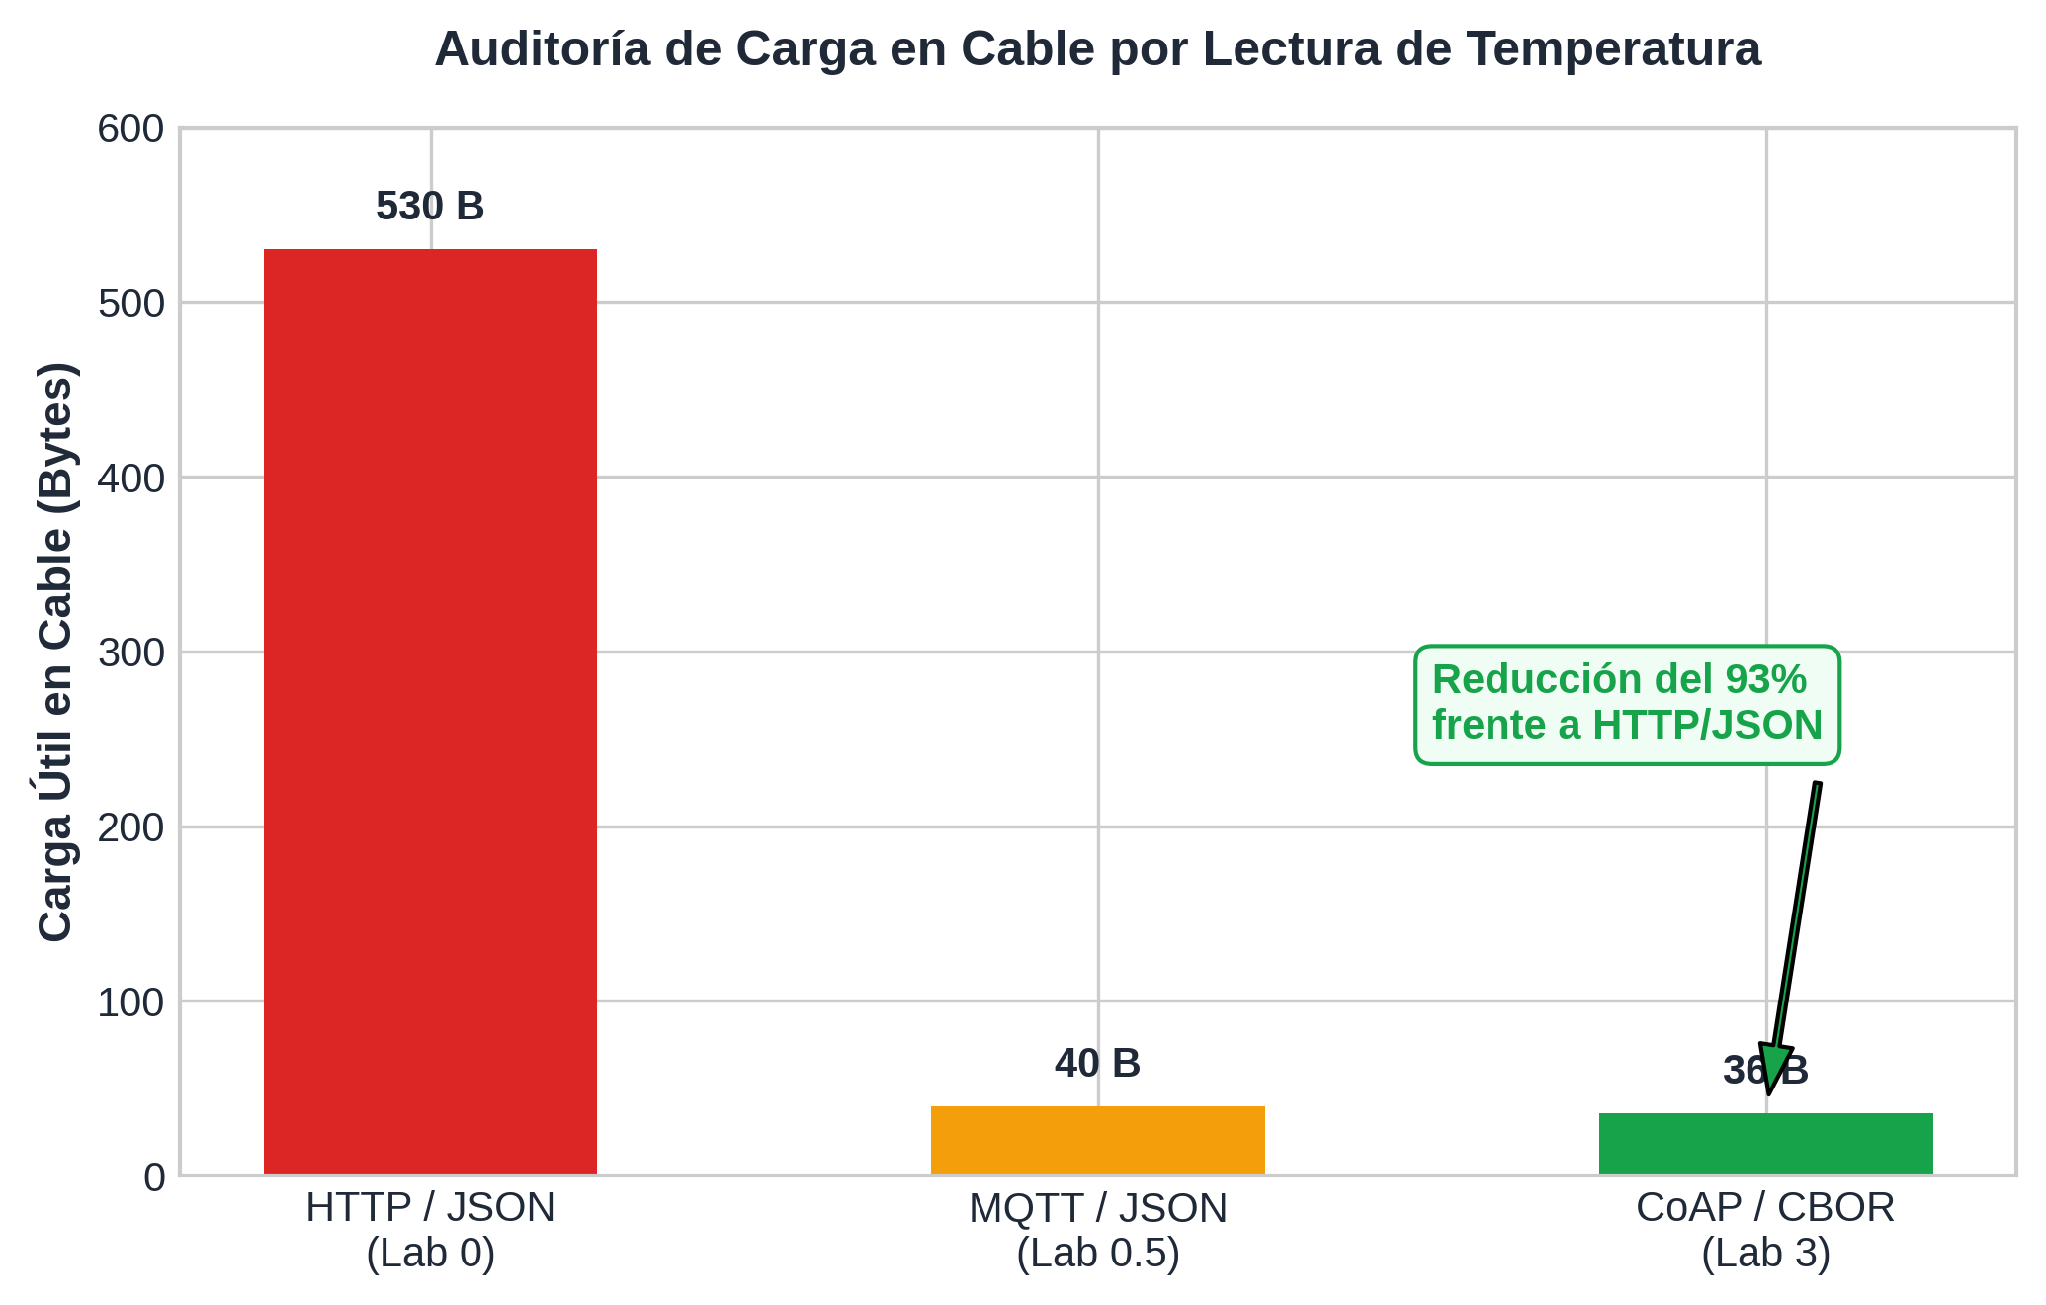 Auditoría de Carga en Cable por Lectura de Temperatura
Carga Útil en Cable (Bytes)
600
500
400
300
200
100
0
530 B
40 B
36 B
Reducción del 93%
frente a HTTP/JSON
HTTP / JSON
(Lab 0)
MQTT / JSON
(Lab 0.5)
CoAP / CBOR
(Lab 3)